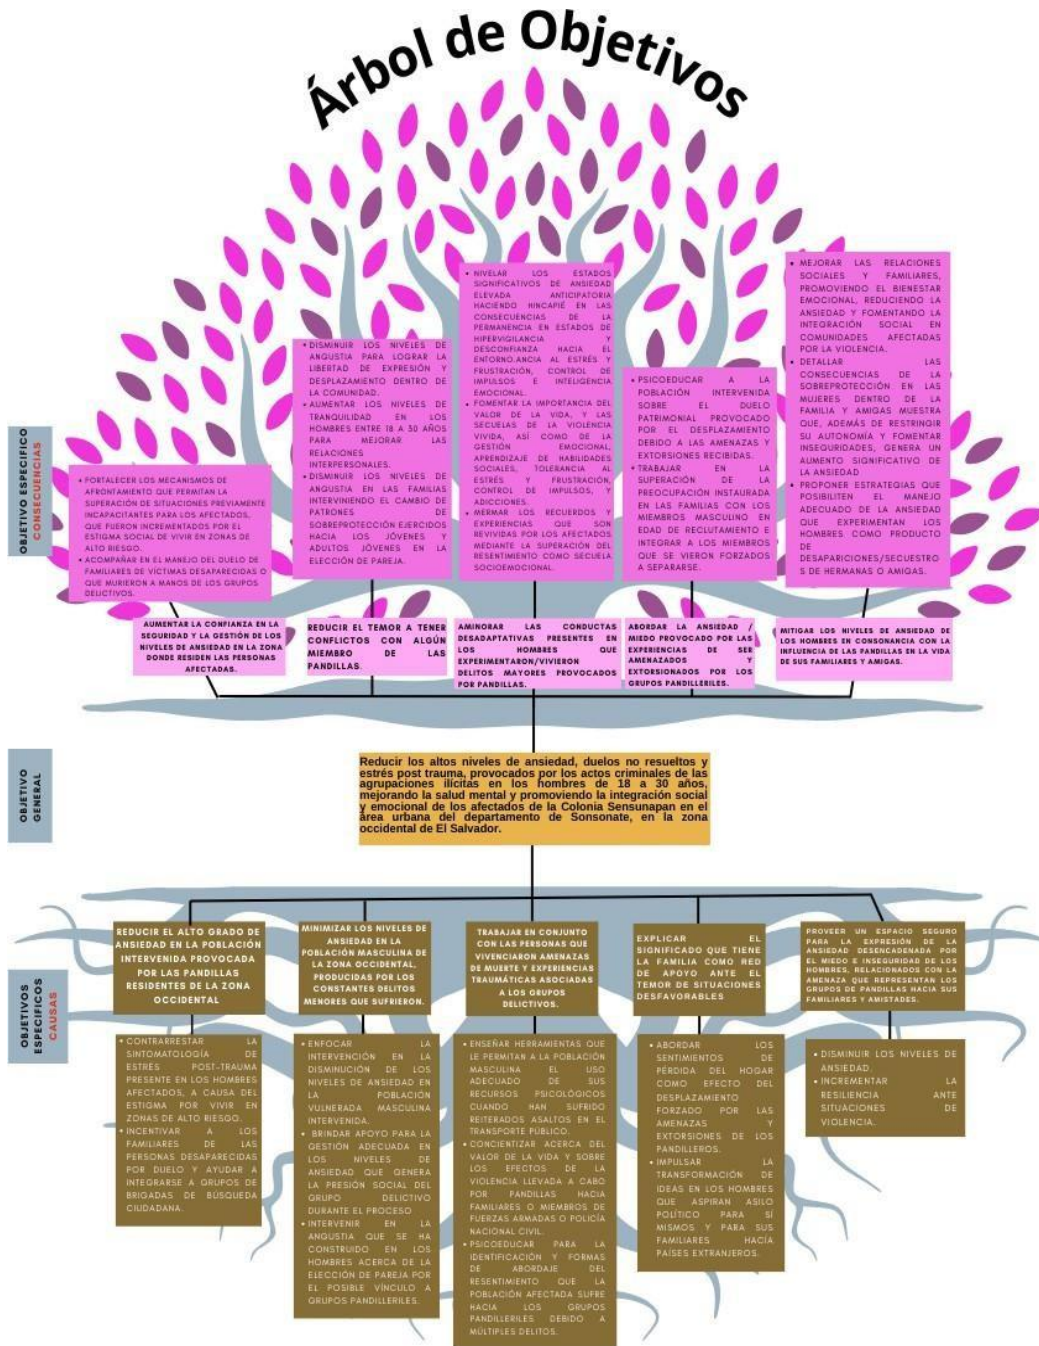 Árbol de Objetivos
OBJETIVO ESPECIFICO
CONSECUENCIAS
• FORTALECER LOS MECANISMOS DE
AFRONTAMIENTO QUE PERMITAN LA
SUPERACIÓN DE SITUACIONES PREVIAMENTE
INCAPACITANTES PARA LOS AFECTADOS,
QUE FUERON INCREMENTADOS POR EL
ESTIGMA SOCIAL DE VIVIR EN ZONAS DE
ALTO RIESGO.
• ACOMPAÑAR EN EL MANEJO DEL DUELO DE
FAMILIARES DE VÍCTIMAS DESAPARECIDAS O
QUE MURIERON A MANOS DE LOS GRUPOS
DELICTIVOS.
• DISMINUIR LOS NIVELES DE
ANGUSTIA PARA LOGRAR LA
LIBERTAD DE EXPRESIÓN Y
DESPLAZAMIENTO DENTRO DE
LA COMUNIDAD.
• AUMENTAR LOS NIVELES DE
TRANQUILIDAD EN LOS
HOMBRES ENTRE 18 A 30 AÑOS
PARA MEJORAR LAS
RELACIONES
INTERPERSONALES.
• DISMINUIR LOS NIVELES DE
ANGUSTIA EN LAS FAMILIAS
INTERVINIENDO EL CAMBIO DE
PATRONES DE
SOBREPROTECCIÓN EJERCIDOS
HACIA LOS JÓVENES Y
ADULTOS JÓVENES EN LA
ELECCIÓN DE PAREJA.
• NIVELAR LOS ESTADOS
SIGNIFICATIVOS DE ANSIEDAD
ELEVADA ANTICIPATORIA
HACIENDO HINCAPIÉ EN LAS
CONSECUENCIAS DE LA
PERMANENCIA EN ESTADOS DE
HIPERVIGILANCIA Y
DESCONFIANZA HACIA EL
ENTORNO.ANCIA AL ESTRÉS Y
FRUSTRACIÓN, CONTROL DE
IMPULSOS E INTELIGENCIA
EMOCIONAL.
• FOMENTAR LA IMPORTANCIA DEL
VALOR DE LA VIDA, Y LAS
SECUELAS DE LA VIOLENCIA
VIVIDA, ASÍ COMO DE LA
GESTIÓN EMOCIONAL,
APRENDIZAJE DE HABILIDADES
SOCIALES, TOLERANCIA AL
ESTRÉS Y FRUSTRACIÓN,
CONTROL DE IMPULSOS, Y
ADICCIONES.
• MERMAR LOS RECUERDOS Y
EXPERIENCIAS QUE SON
REVIVIDAS POR LOS AFECTADOS
MEDIANTE LA SUPERACIÓN DEL
RESENTIMIENTO COMO SECUELA
SOCIOEMOCIONAL.
• PSICOEDUCAR A LA
POBLACIÓN INTERVENIDA
SOBRE EL DUELO
PATRIMONIAL PROVOCADO
POR EL DESPLAZAMIENTO
DEBIDO A LAS AMENAZAS Y
EXTORSIONES RECIBIDAS.
• TRABAJAR EN LA
SUPERACIÓN DE LA
PREOCUPACIÓN INSTAURADA
EN LAS FAMILIAS CON LOS
MIEMBROS MASCULINO EN
EDAD DE RECLUTAMIENTO E
INTEGRAR A LOS MIEMBROS
QUE SE VIERON FORZADOS
A SEPARARSE.
• MEJORAR LAS RELACIONES
SOCIALES Y FAMILIARES,
PROMOVIENDO EL BIENESTAR
EMOCIONAL, REDUCIENDO LA
ANSIEDAD Y FOMENTANDO LA
INTEGRACIÓN SOCIAL EN
COMUNIDADES AFECTADAS
POR LA VIOLENCIA.
• DETALLAR LAS
CONSECUENCIAS DE LA
SOBREPROTECCIÓN EN LAS
MUJERES DENTRO DE LA
FAMILIA Y AMIGAS MUESTRA
QUE, ADEMÁS DE RESTRINGIR
SU AUTONOMÍA Y FOMENTAR
INSEGURIDADES, GENERA UN
AUMENTO SIGNIFICATIVO DE
LA ANSIEDAD
• PROPONER ESTRATEGIAS QUE
POSIBILITEN EL MANEJO
ADECUADO DE LA ANSIEDAD
QUE EXPERIMENTAN LOS
HOMBRES COMO PRODUCTO
DE
DESAPARICIONES/SECUESTRO
S DE HERMANAS O AMIGAS.
AUMENTAR LA CONFIANZA EN LA
SEGURIDAD Y LA GESTIÓN DE LOS
NIVELES DE ANSIEDAD EN LA ZONA
DONDE RESIDEN LAS PERSONAS
AFECTADAS.
REDUCIR EL TEMOR A TENER
CONFLICTOS CON ALGÚN
MIEMBRO DE LAS
PANDILLAS.
AMINORAR LAS CONDUCTAS
DESADAPTATIVAS PRESENTES EN
LOS HOMBRES QUE
EXPERIMENTARON/VIVIERON
DELITOS MAYORES PROVOCADOS
POR PANDILLAS.
ABORDAR LA ANSIEDAD /
MIEDO PROVOCADO POR LAS
EXPERIENCIAS DE SER
AMENAZADOS Y
EXTORSIONADOS POR LOS
GRUPOS PANDILLERILES.
MITIGAR LOS NIVELES DE ANSIEDAD DE
LOS HOMBRES EN CONSONANCIA CON LA
INFLUENCIA DE LAS PANDILLAS EN LA VIDA
DE SUS FAMILIARES Y AMIGAS.
OBJETIVO
GENERAL
Reducir los altos niveles de ansiedad, duelos no resueltos y
estrés post trauma, provocados por los actos criminales de las
agrupaciones ilícitas en los hombres de 18 a 30 años,
mejorando la salud mental y promoviendo la integración social
y emocional de los afectados de la Colonia Sensunapan en el
área urbana del departamento de Sonsonate, en la zona
occidental de El Salvador.
OBJETIVOS
ESPECIFICOS
CAUSAS
REDUCIR EL ALTO GRADO DE
ANSIEDAD EN LA POBLACIÓN
INTERVENIDA PROVOCADA
POR LAS PANDILLAS
RESIDENTES DE LA ZONA
OCCIDENTAL
MINIMIZAR LOS NIVELES DE
ANSIEDAD EN LA
POBLACIÓN MASCULINA DE
LA ZONA OCCIDENTAL,
PRODUCIDAS POR LOS
CONSTANTES DELITOS
MENORES QUE SUFRIERON.
TRABAJAR EN CONJUNTO
CON LAS PERSONAS QUE
VIVENCIARON AMENAZAS
DE MUERTE Y EXPERIENCIAS
TRAUMÁTICAS ASOCIADAS
A LOS GRUPOS DELICTIVOS.
EXPLICAR EL
SIGNIFICADO QUE TIENE
LA FAMILIA COMO RED
DE APOYO ANTE EL
TEMOR DE SITUACIONES
DESFAVORABLES
PROVEER UN ESPACIO SEGURO
PARA LA EXPRESIÓN DE LA
ANSIEDAD DESENCADENADA POR
EL MIEDO E INSEGURIDAD DE LOS
HOMBRES, RELACIONADOS CON LA
AMENAZA QUE REPRESENTAN LOS
GRUPOS DE PANDILLAS HACIA SUS
FAMILIARES Y AMISTADES.
• CONTRARRESTAR LA
SINTOMATOLOGÍA DE
ESTRÉS POST-TRAUMA
PRESENTE EN LOS HOMBRES
AFECTADOS, A CAUSA DEL
ESTIGMA POR VIVIR EN
ZONAS DE ALTO RIESGO.
• INCENTIVAR A LOS
FAMILIARES DE LAS
PERSONAS DESAPARECIDAS
POR DUELO Y AYUDAR A
INTEGRARSE A GRUPOS DE
BRIGADAS DE BÚSQUEDA
CIUDADANA.
• ENFOCAR LA
INTERVENCIÓN EN LA
DISMINUCIÓN DE LOS
NIVELES DE ANSIEDAD EN
LA POBLACIÓN
VULNERADA MASCULINA
INTERVENIDA.
• BRINDAR APOYO PARA LA
GESTIÓN ADECUADA EN
LOS NIVELES DE
ANSIEDAD QUE GENERA
LA PRESIÓN SOCIAL DEL
GRUPO DELICTIVO
DURANTE EL PROCESO
• INTERVENIR EN LA
ANGUSTIA QUE SE HA
CONSTRUIDO EN LOS
HOMBRES ACERCA DE LA
ELECCIÓN DE PAREJA POR
EL POSIBLE VÍNCULO A
GRUPOS PANDILLERILES.
• ENSEÑAR HERRAMIENTAS QUE
LE PERMITAN A LA POBLACIÓN
MASCULINA EL USO
ADECUADO DE SUS
RECURSOS PSICOLÓGICOS
CUANDO HAN SUFRIDO
REITERADOS ASALTOS EN EL
TRANSPORTE PÚBLICO.
• CONCIENTIZAR ACERCA DEL
VALOR DE LA VIDA Y SOBRE
LOS EFECTOS DE LA
VIOLENCIA LLEVADA A CABO
POR PANDILLAS HACIA
FAMILIARES O MIEMBROS DE
FUERZAS ARMADAS O POLICÍA
NACIONAL CIVIL.
• PSICOEDUCAR PARA LA
IDENTIFICACIÓN Y FORMAS
DE ABORDAJE DEL
RESENTIMIENTO QUE LA
POBLACIÓN AFECTADA SUFRE
HACIA LOS GRUPOS
PANDILLERILES DEBIDO A
MÚLTIPLES DELITOS.
• ABORDAR LOS
SENTIMIENTOS DE
PÉRDIDA DEL HOGAR
COMO EFECTO DEL
DESPLAZAMIENTO
FORZADO POR LAS
AMENAZAS Y
EXTORSIONES DE LOS
PANDILLEROS.
• IMPULSAR LA
TRANSFORMACIÓN DE
IDEAS EN LOS HOMBRES
QUE ASPIRAN ASILO
POLÍTICO PARA SÍ
MISMOS Y PARA SUS
FAMILIARES HACÍA
PAÍSES EXTRANJEROS.
• DISMINUIR LOS NIVELES DE
ANSIEDAD.
• INCREMENTAR LA
RESILIENCIA ANTE
SITUACIONES DE
VIOLENCIA.